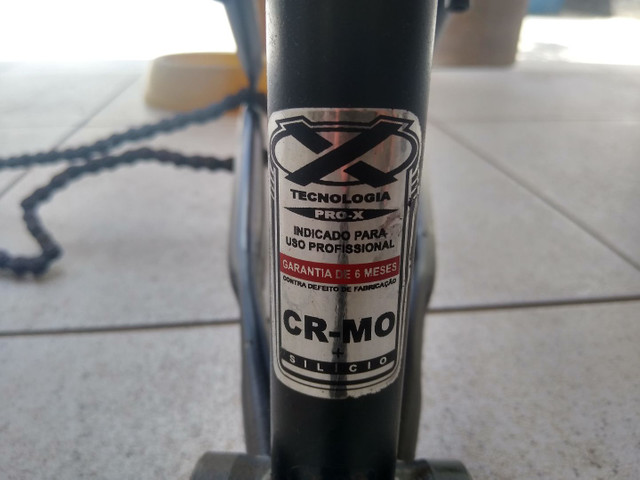 X
TECNOLOGIA
PRO-X
INDICADO PARA
USO PROFISSIONAL
GARANTIA DE 6 MESES
CONTRA DEFEITO DE FABRICAÇÃO
CR-MO
+
SILICIO